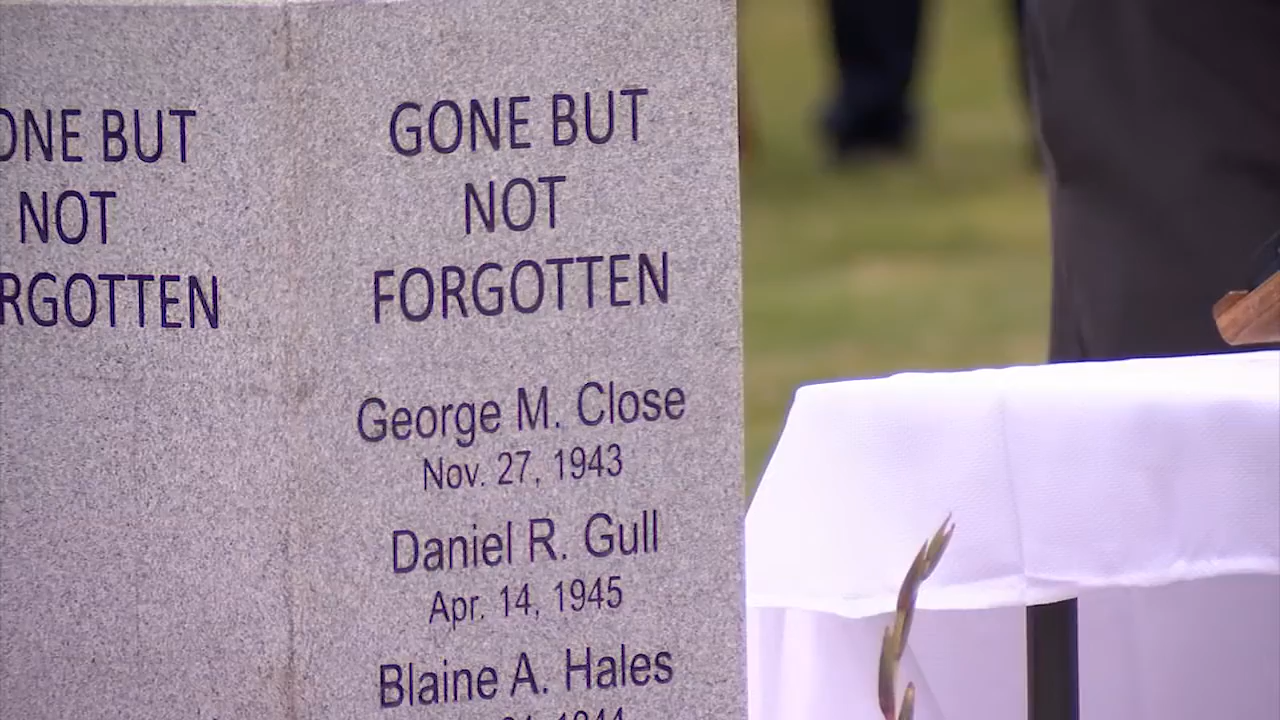 ONE BUT
NOT
RGOTTEN
GONE BUT
NOT
FORGOTTEN
George M. Close
Nov. 27, 1943
Daniel R. Gull
Apr. 14, 1945
Blaine A. Hales
1944